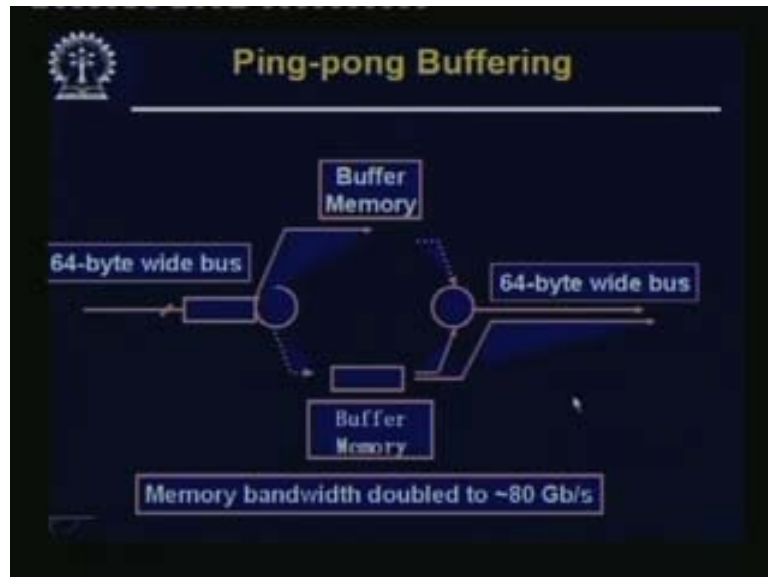 Ping-pong Buffering
Buffer
Memory
64-byte wide bus
64-byte wide bus
Buffer
Memory
Memory bandwidth doubled to ~80 Gb/s